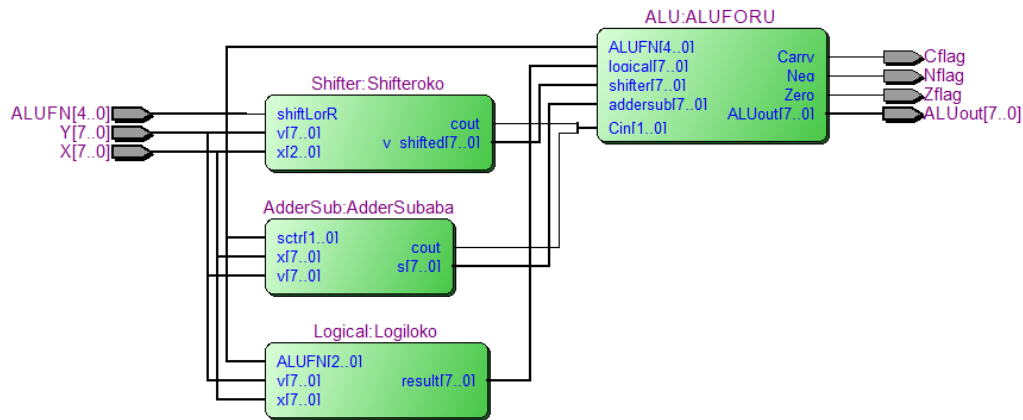 ALU:ALUFORU
ALUFN[4..0]
logical[7..0]
shifter[7..0]
addersub[7..0]
Cin[1..0]
Carry
Neg
Zero
ALUout[7..0]
Cflag
Nflag
Zflag
ALUout[7..0]
Shifter:Shifteroko
ALUFN[4..0]
Y[7..0]
X[7..0]
shiftLorR
y[7..0]
x[2..0]
cout
y_shifted[7..0]
AdderSub:AdderSubaba
sctr[1..0]
x[7..0]
y[7..0]
cout
s[7..0]
Logical:Logiloko
ALUFN[2..0]
y[7..0]
x[7..0]
result[7..0]